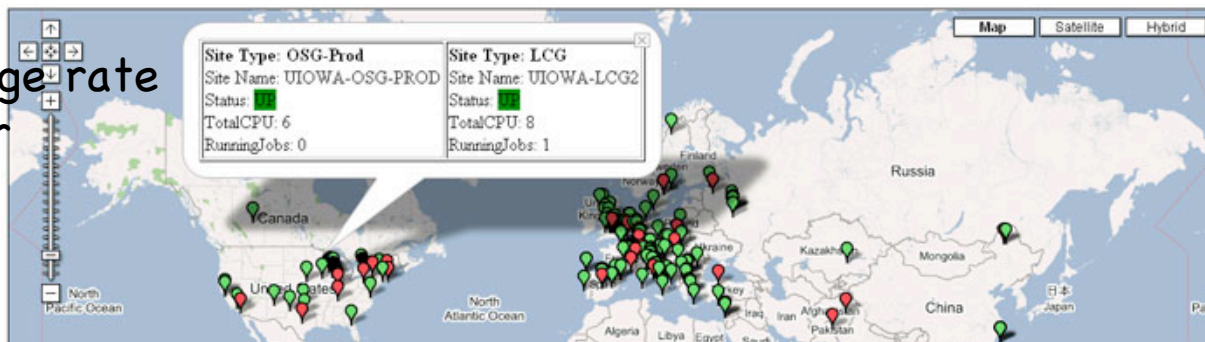 Map Satellite Hybrid
ge rate
Site Type: OSG-Prod
Site Name: UIOWA-OSG-PROD
Status: UP
TotalCPU: 6
RunningJobs: 0
Site Type: LCG
Site Name: UIOWA-LCG2
Status: UP
TotalCPU: 8
RunningJobs: 1
Finland
Norway
Russia
Canada
Ukraine
Kazakh
Mongolia
North
Pacific Ocean
United States
North
Atlantic Ocean
Iraq
Iran
Afghanistan
Pakistan
China
日本
Japan
Algeria
Libya
Egypt